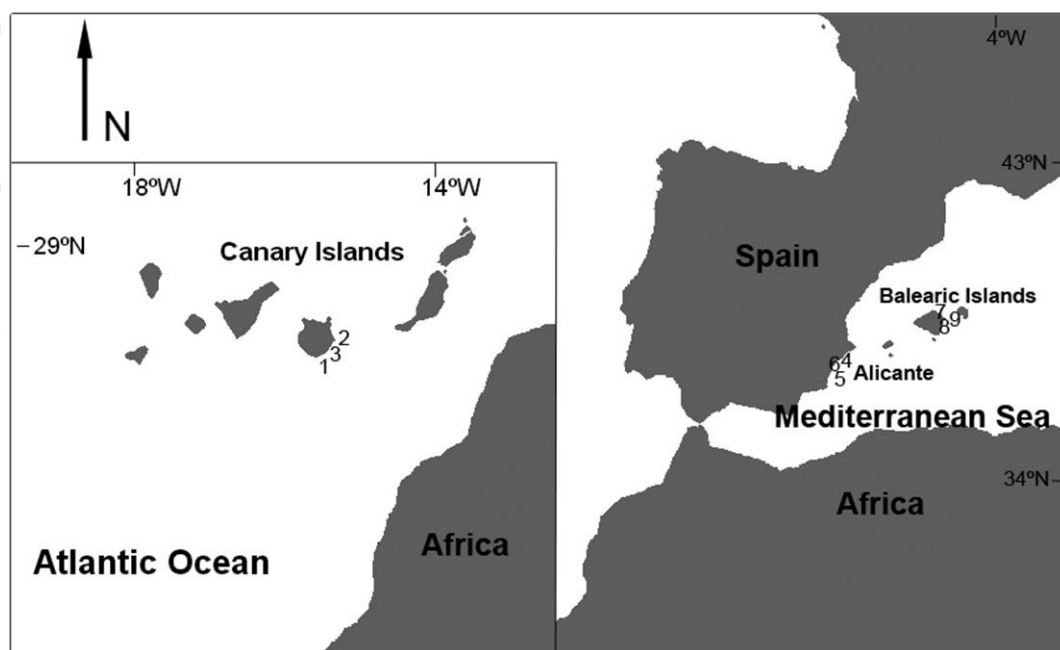 4ºW
N
43ºN
18ºW
14ºW
29ºN
Canary Islands
Spain
Balearic Islands
7
9
8
2
3
1
6 4
5
Alicante
Mediterranean Sea
34ºN
Africa
Africa
Atlantic Ocean